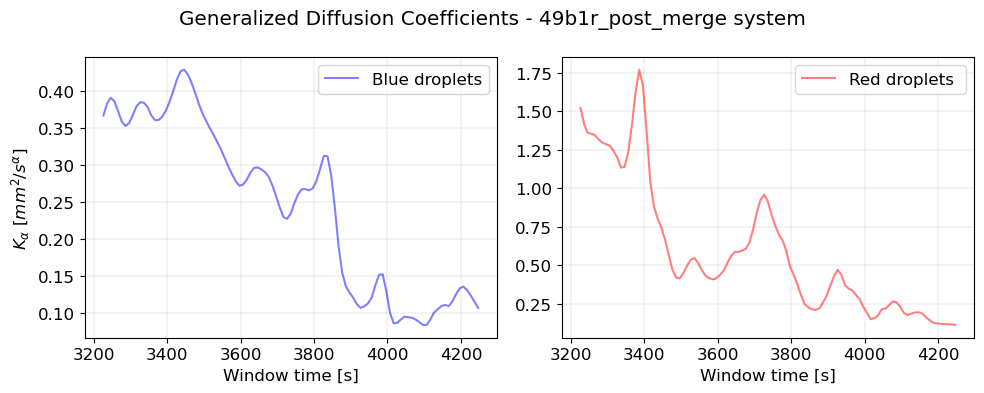 Generalized Diffusion Coefficients - 49b1r_post_merge system
Blue droplets
0.40
0.35
0.30
0.25
0.20
0.15
0.10
K_α [mm²/s^α]
3200 3400 3600 3800 4000 4200
Window time [s]
Red droplets
1.75
1.50
1.25
1.00
0.75
0.50
0.25
3200 3400 3600 3800 4000 4200
Window time [s]